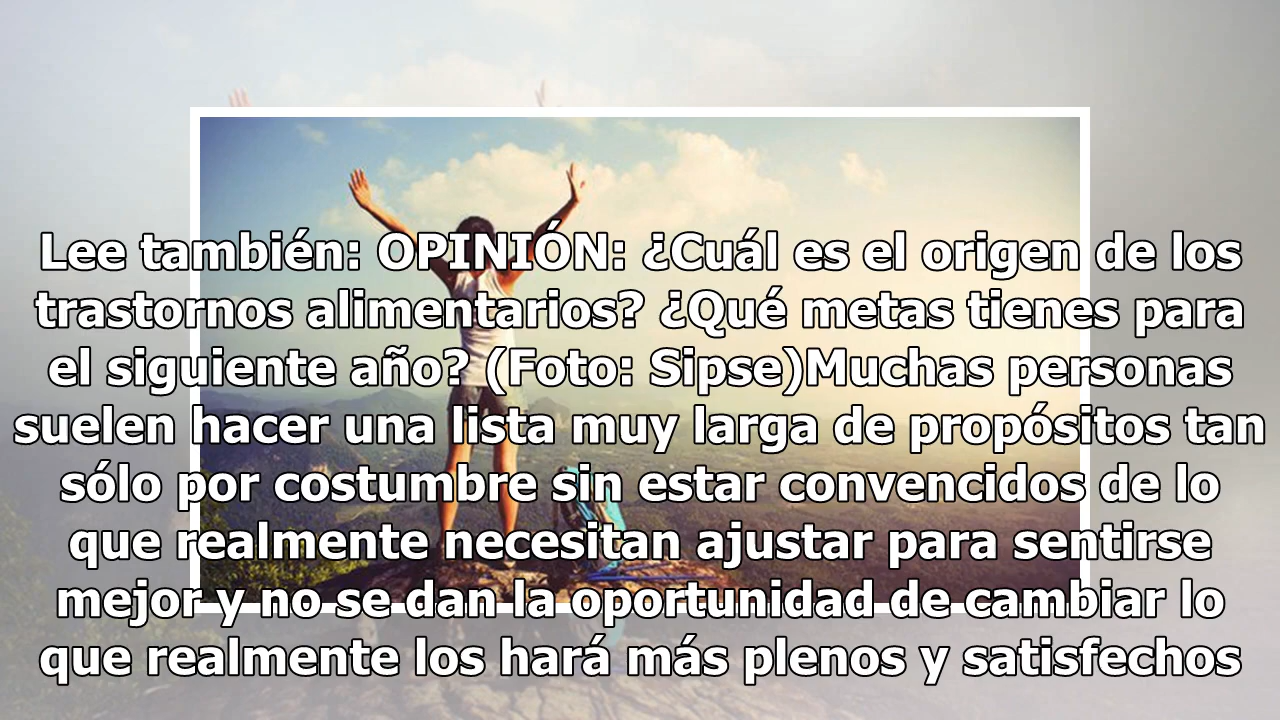 Lee también: OPINIÓN: ¿Cuál es el origen de los
trastornos alimentarios? ¿Qué metas tienes para
el siguiente año? (Foto: Sipse)Muchas personas
suelen hacer una lista muy larga de propósitos tan
sólo por costumbre sin estar convencidos de lo
que realmente necesitan ajustar para sentirse
mejor y no se dan la oportunidad de cambiar lo
que realmente los hará más plenos y satisfechos